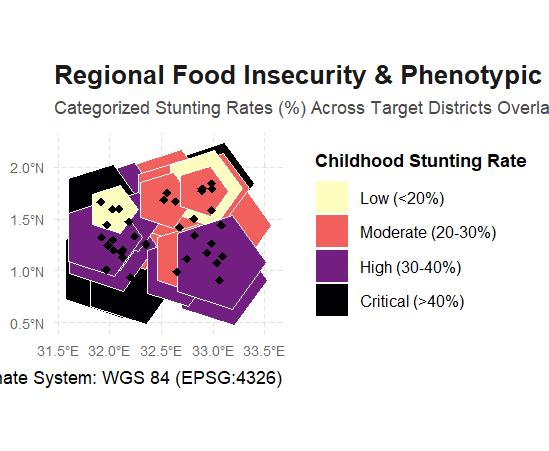 Regional Food Insecurity & Phenotypic
Categorized Stunting Rates (%) Across Target Districts Overla
2.0°N
1.5°N
1.0°N
0.5°N
31.5°E 32.0°E 32.5°E 33.0°E 33.5°E
Childhood Stunting Rate
Low (<20%)
Moderate (20-30%)
High (30-40%)
Critical (>40%)
nate System: WGS 84 (EPSG:4326)